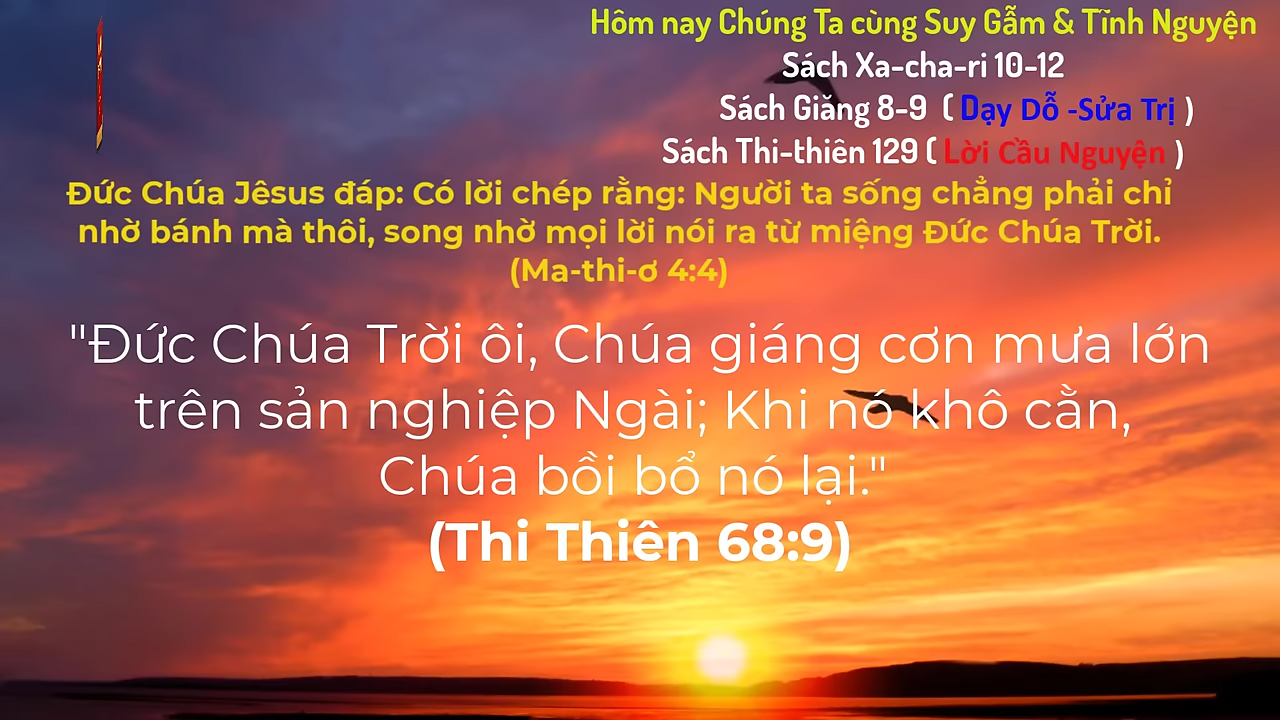 Hôm nay Chúng Ta cùng Suy Gẫm & Tĩnh Nguyện
Sách Xa-cha-ri 10-12
Sách Giăng 8-9 ( Dạy Dỗ -Sửa Trị )
Sách Thi-thiên 129 ( Lời Cầu Nguyện )
Đức Chúa Jêsus đáp: Có lời chép rằng: Người ta sống chẳng phải chỉ
nhờ bánh mà thôi, song nhờ mọi lời nói ra từ miệng Đức Chúa Trời.
(Ma-thi-ơ 4:4)
"Đức Chúa Trời ôi, Chúa giáng cơn mưa lớn
trên sản nghiệp Ngài; Khi nó khô cằn,
Chúa bồi bổ nó lại."
(Thi Thiên 68:9)